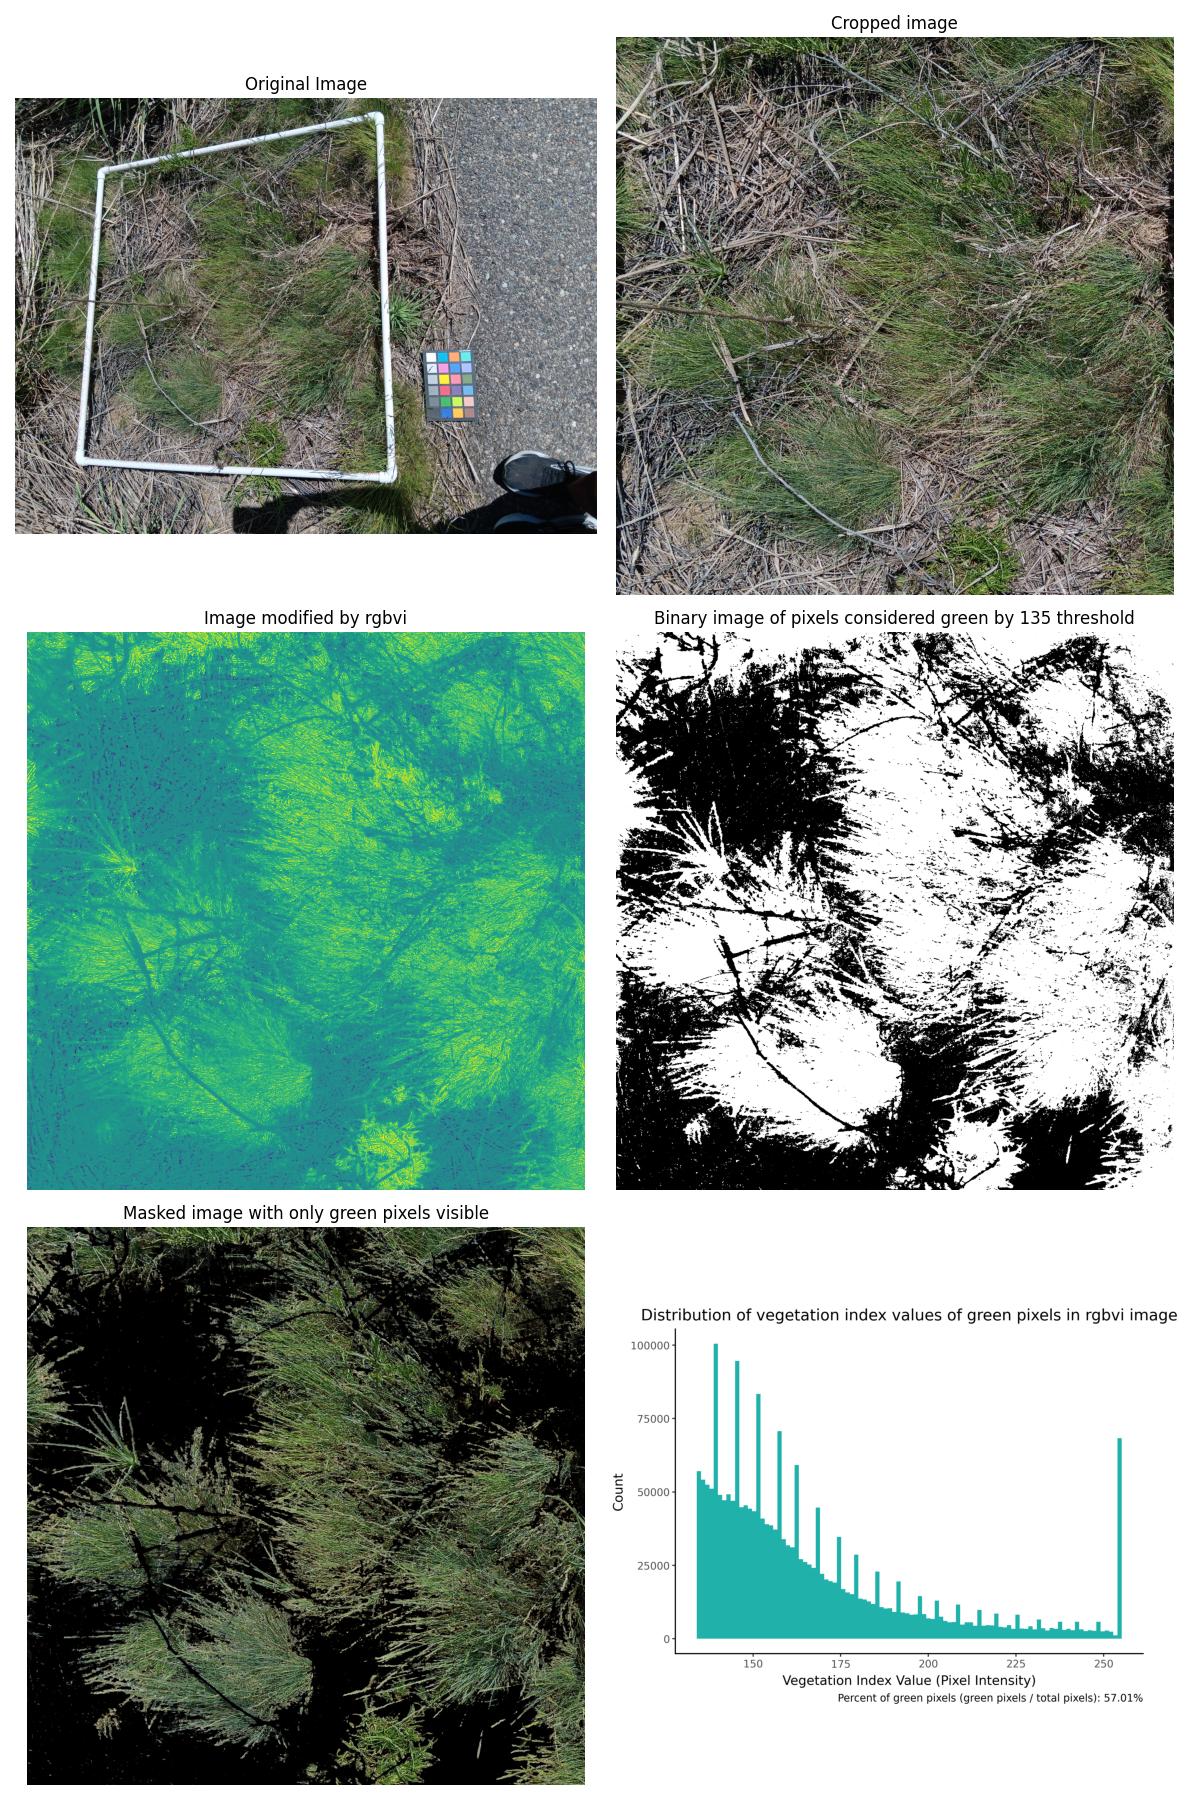 Original Image
Cropped image
Image modified by rgbvi
Binary image of pixels considered green by 135 threshold
Masked image with only green pixels visible
Distribution of vegetation index values of green pixels in rgbvi image
100000
75000
50000
25000
0
Count
150 175 200 225 250
Vegetation Index Value (Pixel Intensity)
Percent of green pixels (green pixels / total pixels): 57.01%